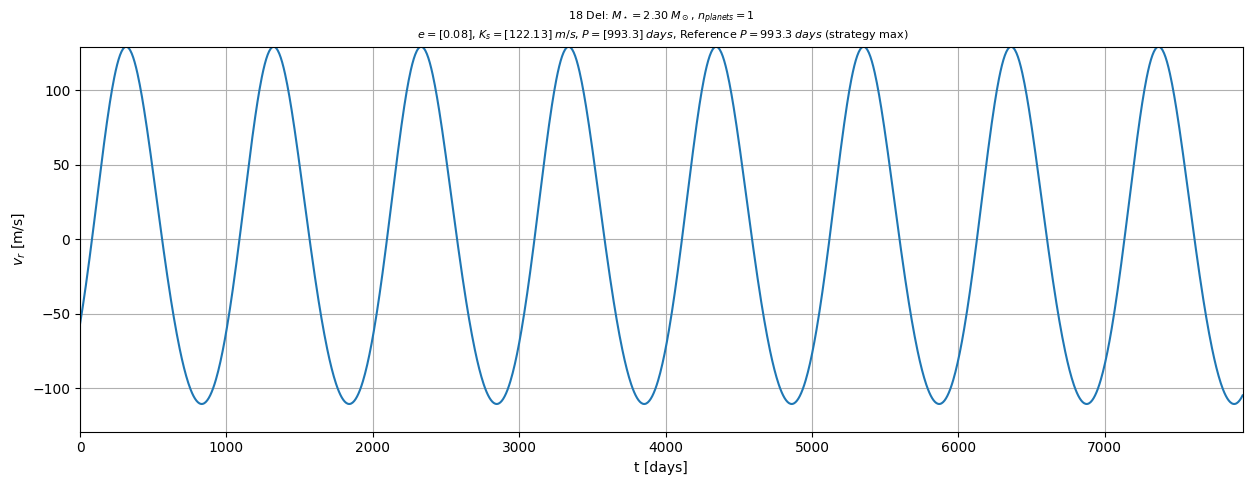 18 Del: $M_\star = 2.30\ M_\odot$, $n_{planets} = 1$
$e = [0.08]$, $K_s = [122.13]\ m/s$, $P = [993.3]\ days$, Reference $P = 993.3\ days$ (strategy max)
100
50
0
−50
−100
$v_r$ [m/s]
0 1000 2000 3000 4000 5000 6000 7000
t [days]